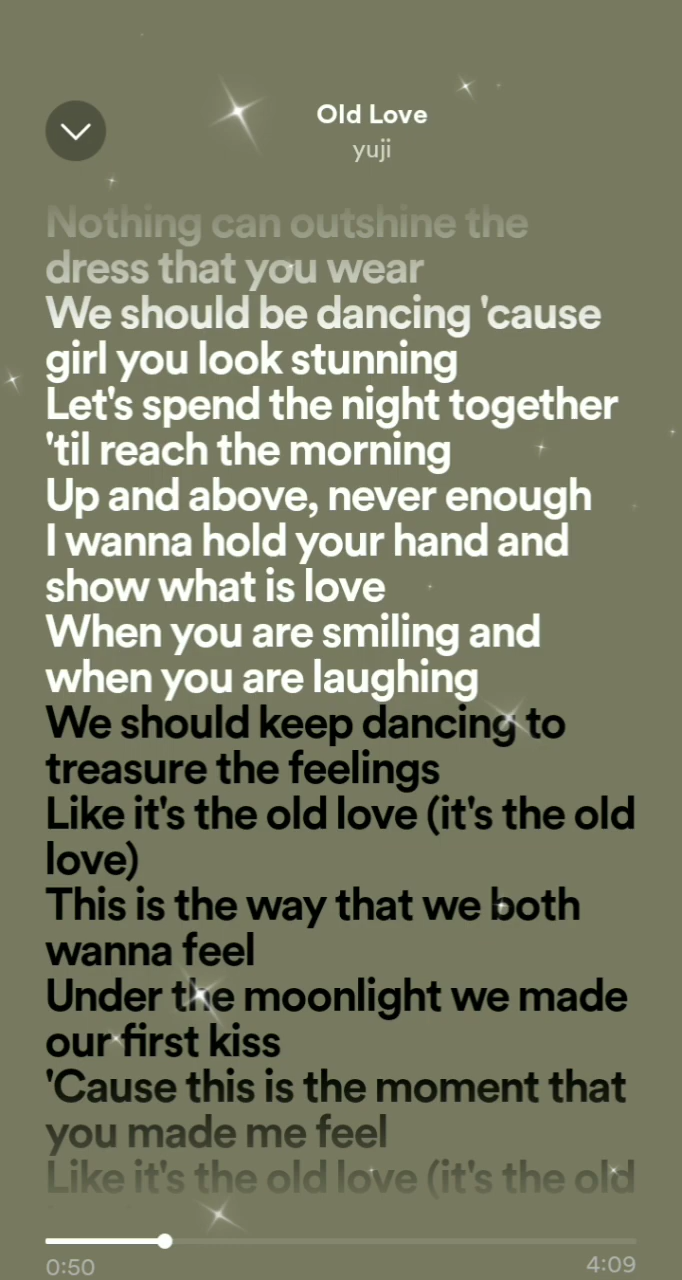 Old Love
yuji
Nothing can outshine the
dress that you wear
We should be dancing 'cause
girl you look stunning
Let's spend the night together
'til reach the morning
Up and above, never enough
I wanna hold your hand and
show what is love
When you are smiling and
when you are laughing
We should keep dancing to
treasure the feelings
Like it's the old love (it's the old
love)
This is the way that we both
wanna feel
Under the moonlight we made
our first kiss
'Cause this is the moment that
you made me feel
Like it's the old love (it's the old
0:50
4:09